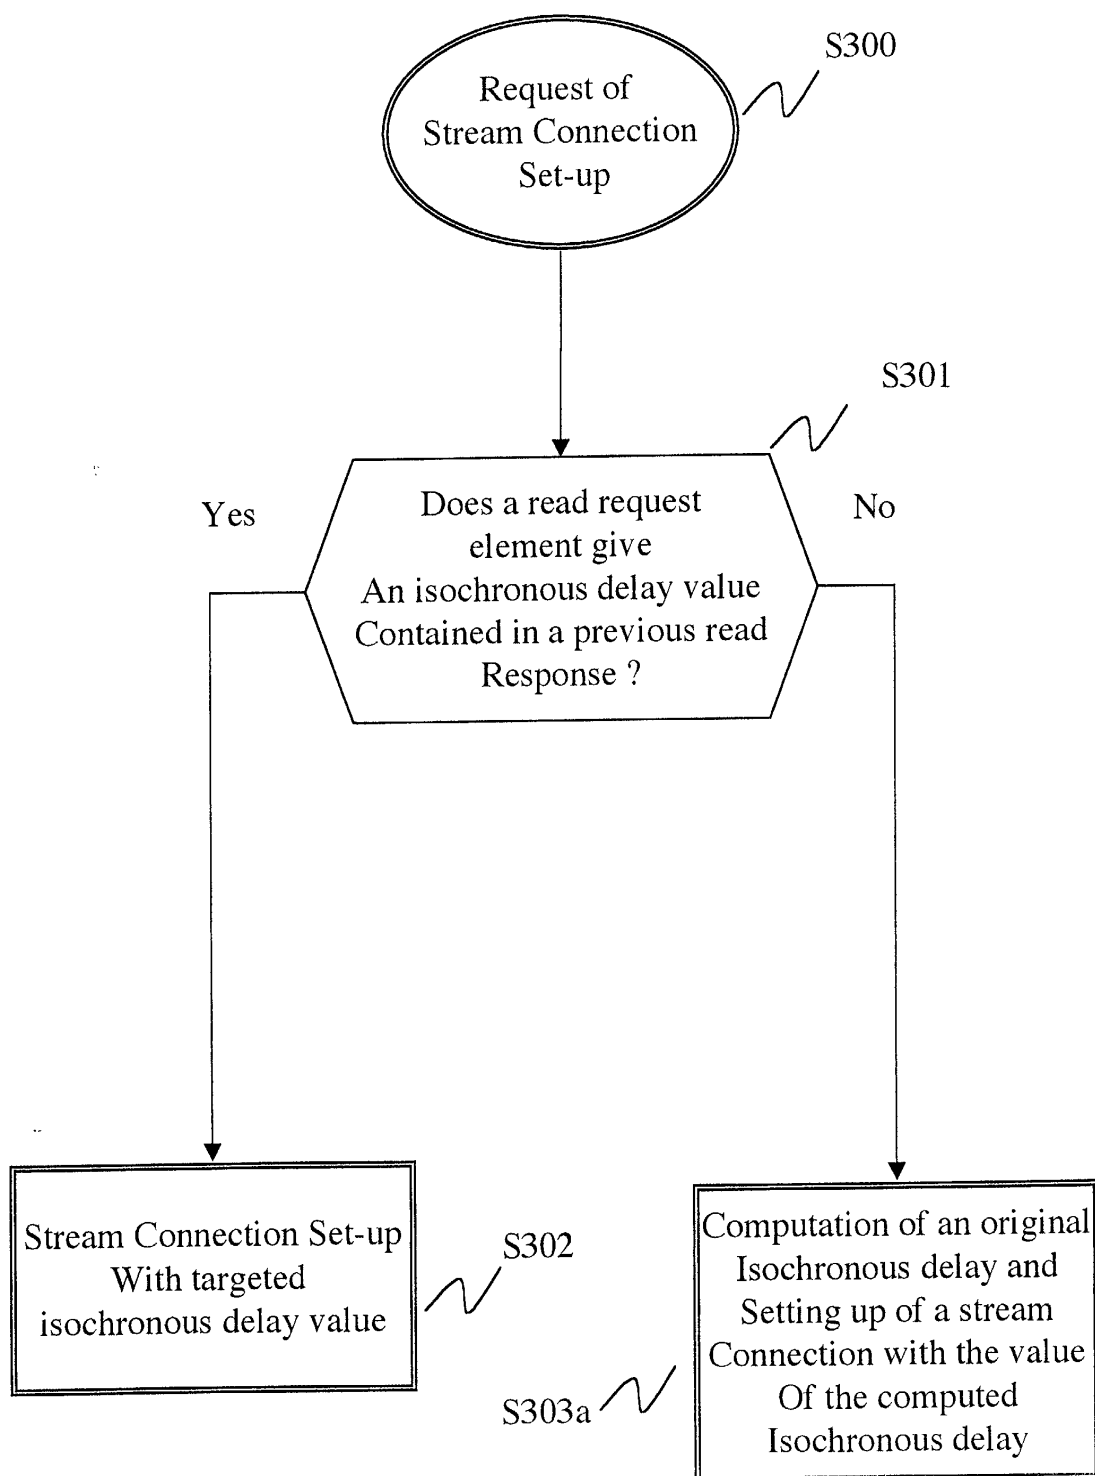 S300
Request of
Stream Connection
Set-up
S301
Yes
No
Does a read request
element give
An isochronous delay value
Contained in a previous read
Response ?
Stream Connection Set-up
With targeted
isochronous delay value
S302
Computation of an original
Isochronous delay and
Setting up of a stream
Connection with the value
Of the computed
Isochronous delay
S303a